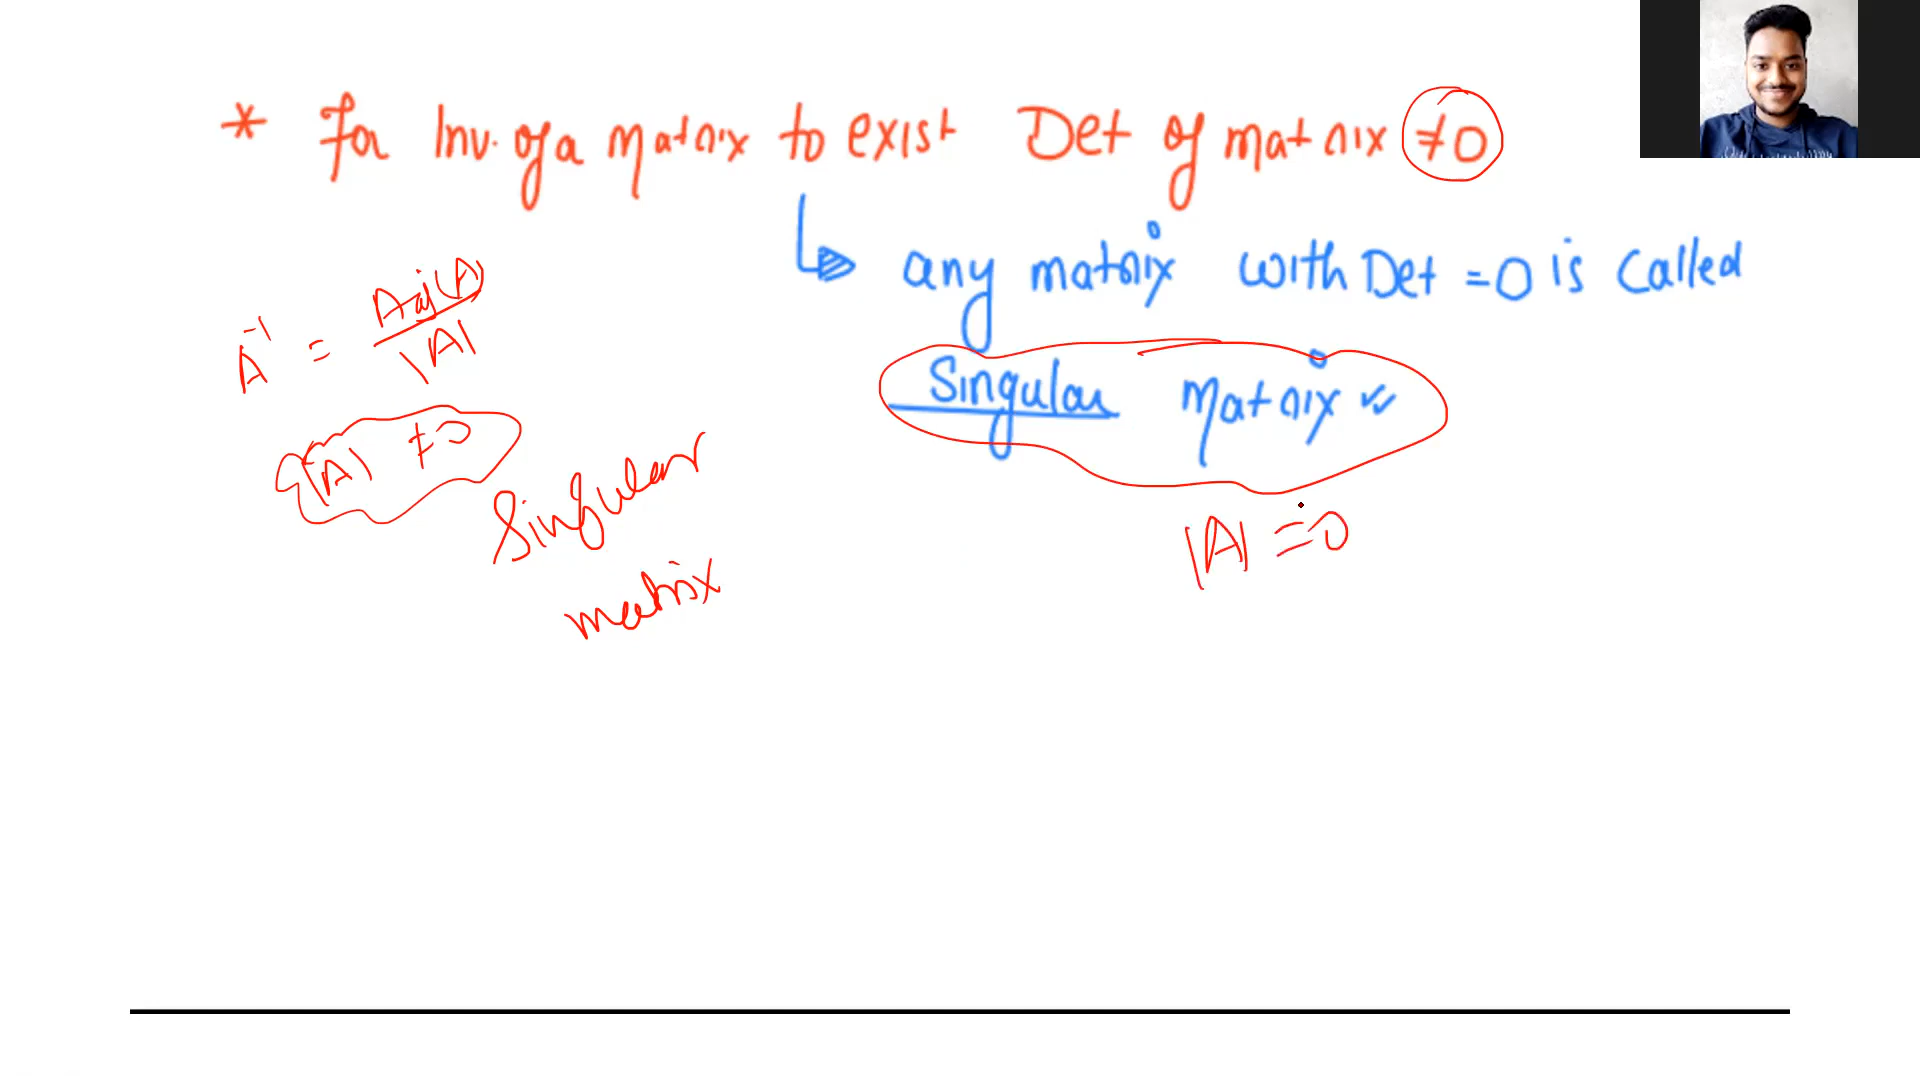 * For Inv. of a Matrix to exist Det of matrix ≠0
any matrix with Det =0 is called
Singular Matrix
A⁻¹ = Adj(A)/|A|
|A| ≠0
Singular
matrix
|A| =0